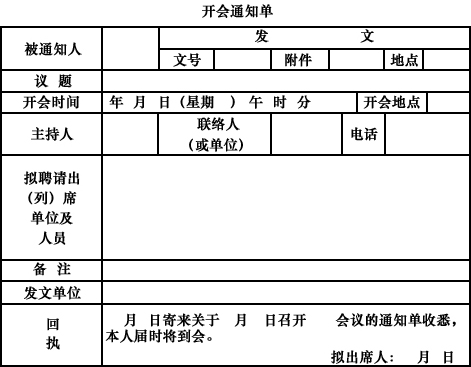 开会通知单
被通知人
发 文
文号 附件 地点
议 题
开会时间 年 月 日（星期 ）午 时 分 开会地点
主持人 联络人（或单位） 电话
拟聘请出
（列）席
单位及
人员
备 注
发文单位
回
执
月 日寄来关于 月 日召开 会议的通知单收悉，
本人届时将到会。
拟出席人： 月 日